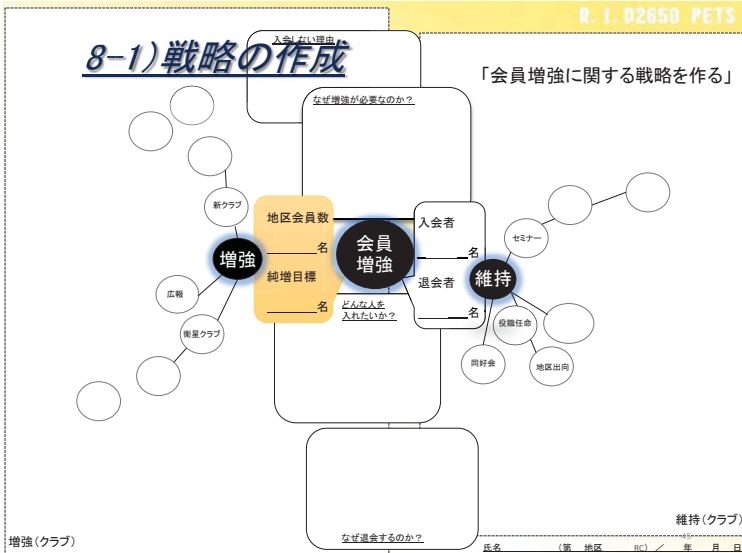 R. I. D2650 PETS
入会しない理由
8-1)戦略の作成
「会員増強に関する戦略を作る」
なぜ増強が必要なのか？
新クラブ
地区会員数
名
純増目標
名
会員
増強
入会者
名
退会者
名
セミナー
増強
維持
広報
衛星クラブ
どんな人を
入れたいか？
役職任命
同好会
地区出向
なぜ退会するのか？
増強(クラブ)
維持(クラブ)
45
氏名 (第 地区 RC) ／ 年 月 日